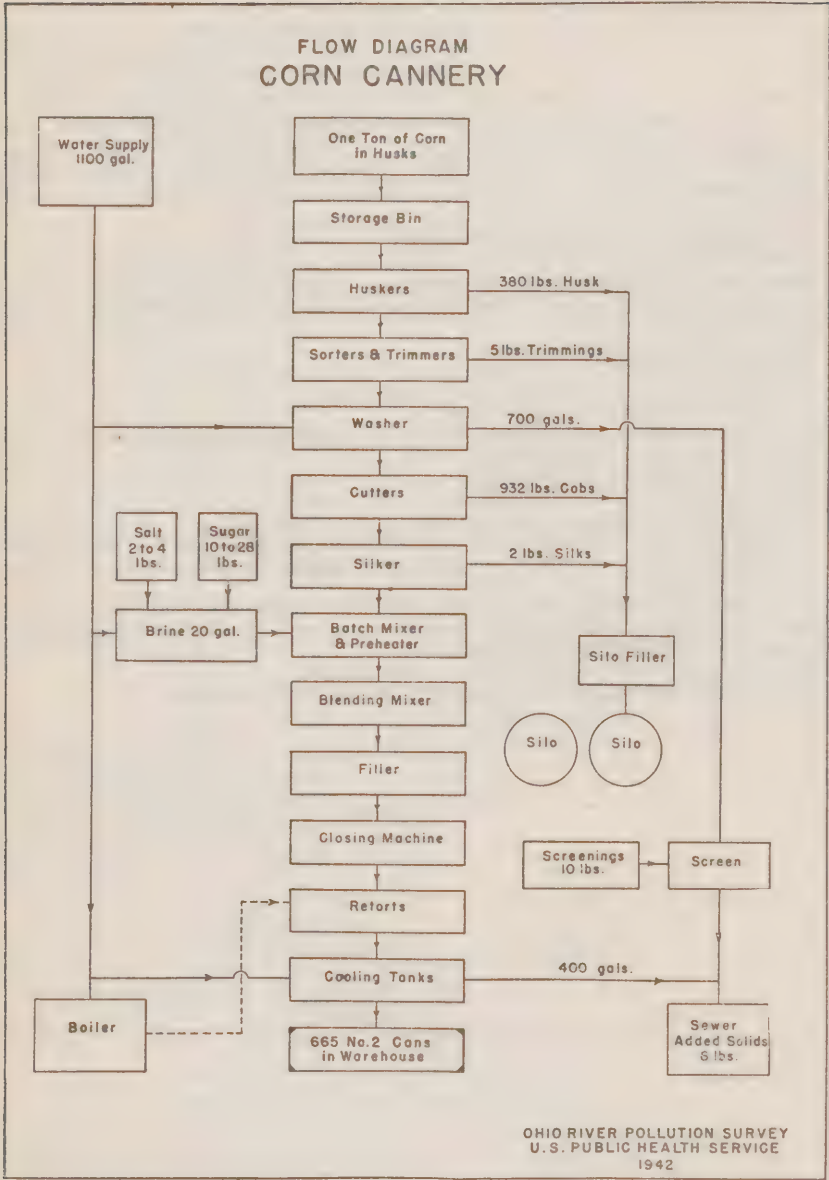 FLOW DIAGRAM
CORN CANNERY
Water Supply
1100 gal.
One Ton of Corn
in Husks
Storage Bin
Huskers
380 lbs. Husk
Sorters & Trimmers
5 lbs. Trimmings
Washer
700 gals.
Cutters
932 lbs. Cobs
Salt
2 to 4
lbs.
Sugar
10 to 28
lbs.
Silker
2 lbs. Silks
Brine 20 gal.
Batch Mixer
& Preheater
Silo Filler
Blending Mixer
Silo
Silo
Filler
Closing Machine
Screenings
10 lbs.
Screen
Retorts
Cooling Tanks
400 gals.
Boiler
665 No. 2 Cans
in Warehouse
Sewer
Added Solids
lbs.
OHIO RIVER POLLUTION SURVEY
U.S. PUBLIC HEALTH SERVICE
1942